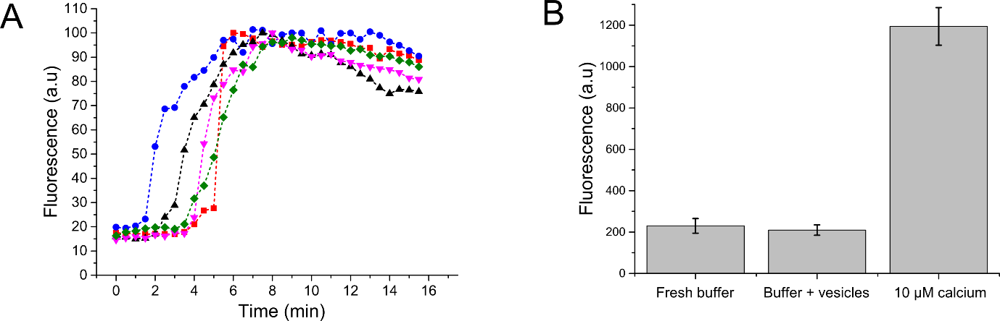 A
110
100
90
80
70
60
50
40
30
20
10
0
Fluorescence (a.u)
0 2 4 6 8 10 12 14 16
Time (min)
B
1200
1000
800
600
400
200
0
Fluorescence (a.u)
Fresh buffer Buffer + vesicles 10 µM calcium